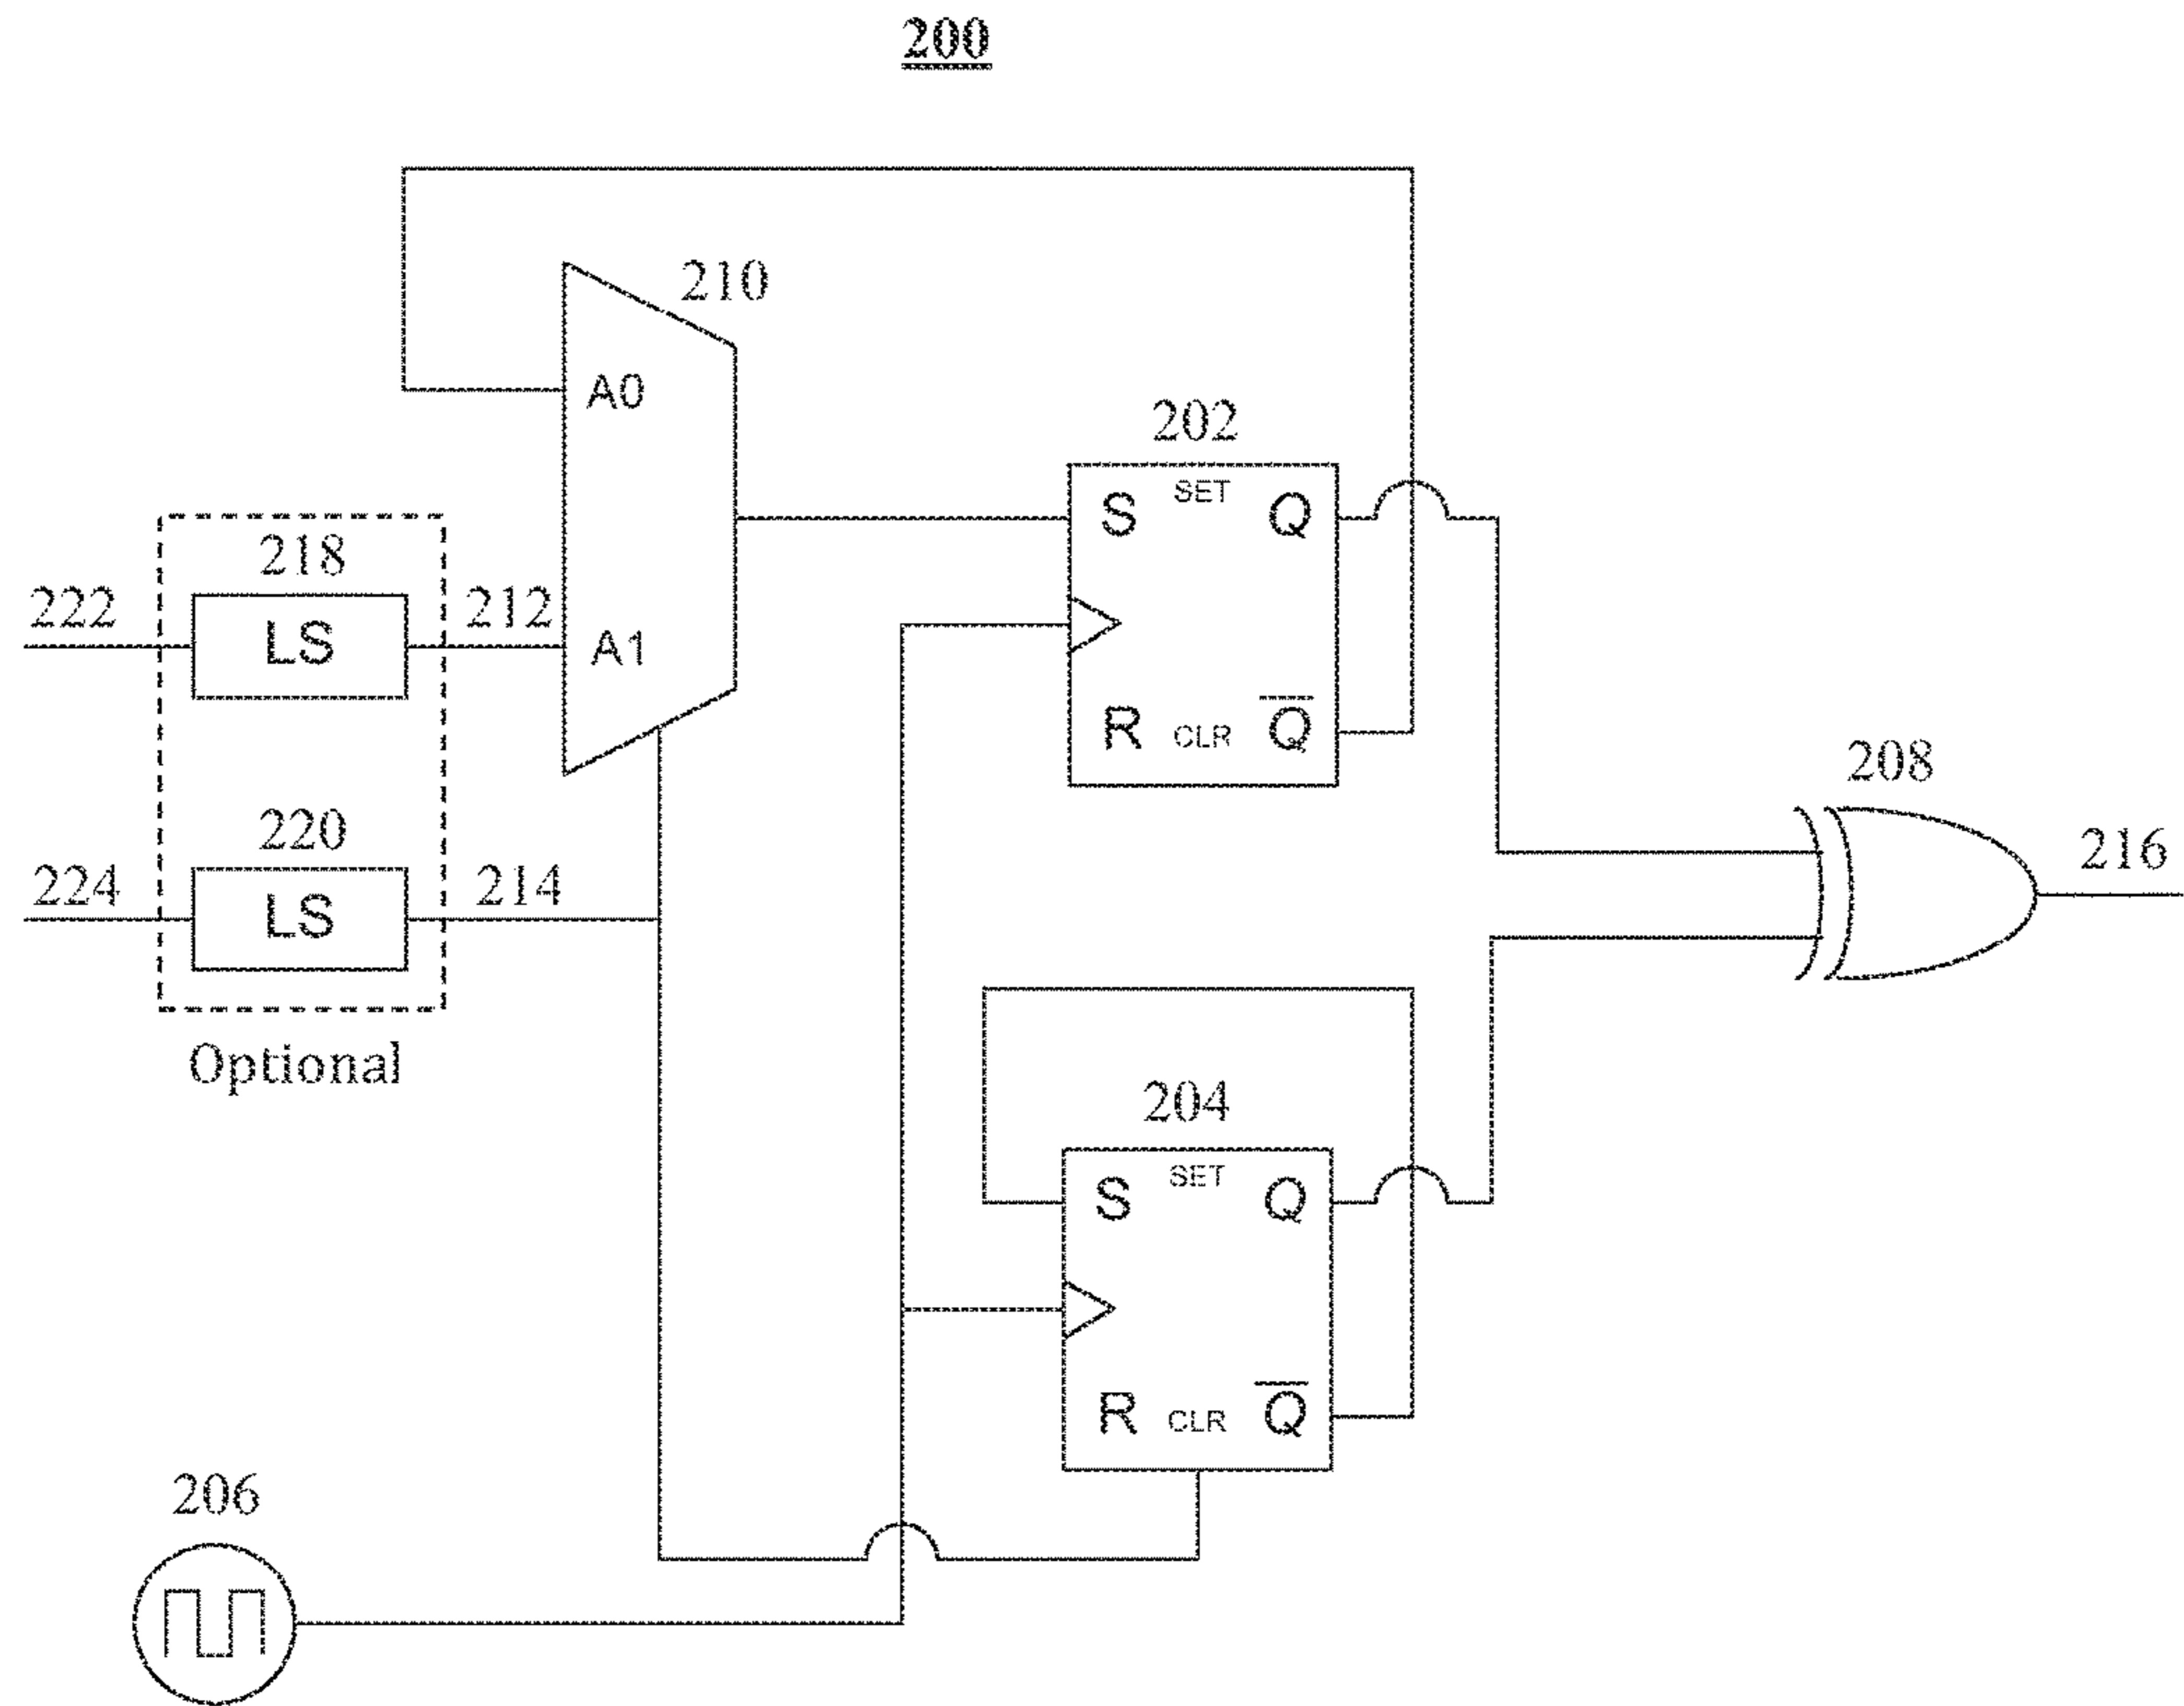 200
210
A0
202
S SET Q
218
222 LS 212 A1
R CLR Q̅
208
220
224 LS 214
216
Optional
204
S SET Q
R CLR Q̅
206